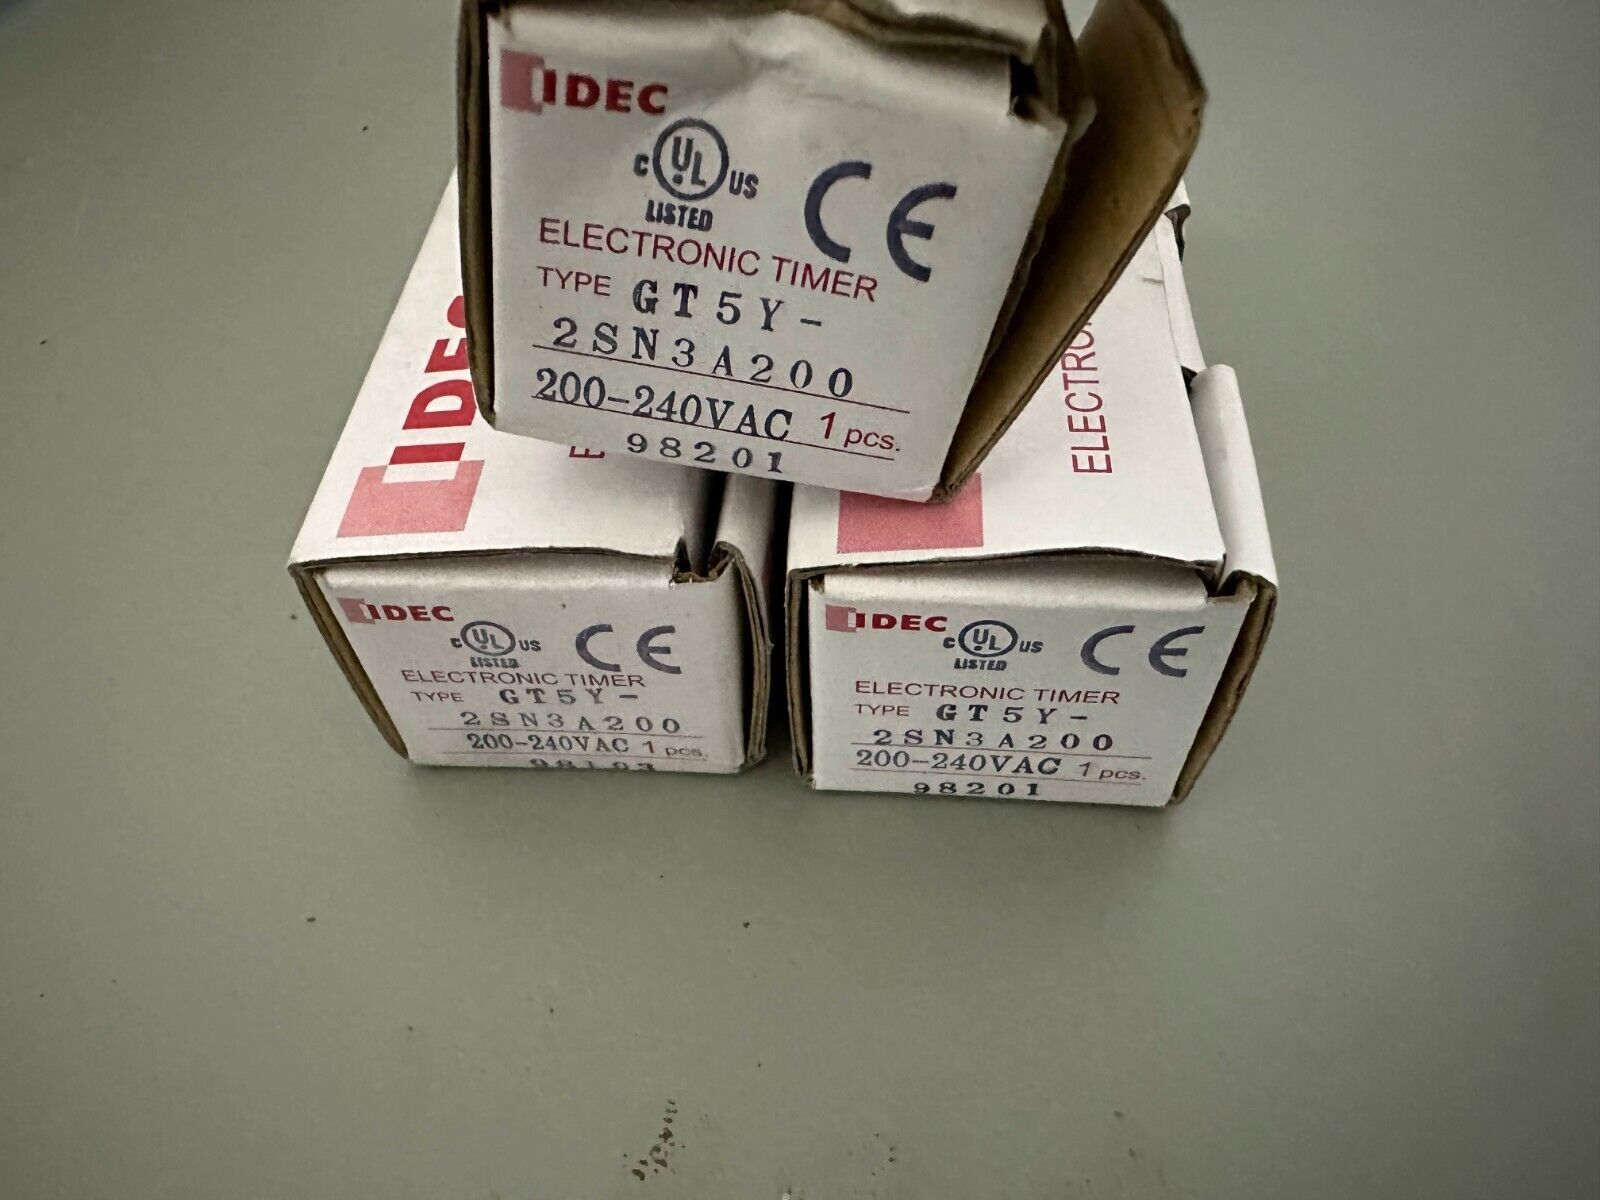 IDEC
C UL US
LISTED
CE
ELECTRONIC TIMER
TYPE GT5Y-
2SN3A200
200-240VAC 1 pcs.
98201
IDEC
ELECTRO
IDEC
C UL US
LISTED
CE
ELECTRONIC TIMER
TYPE GT5Y-
2SN3A200
200-240VAC 1 pcs.
IDEC
C UL US
LISTED
CE
ELECTRONIC TIMER
TYPE GT5Y-
2SN3A200
200-240VAC 1 pcs.
98201